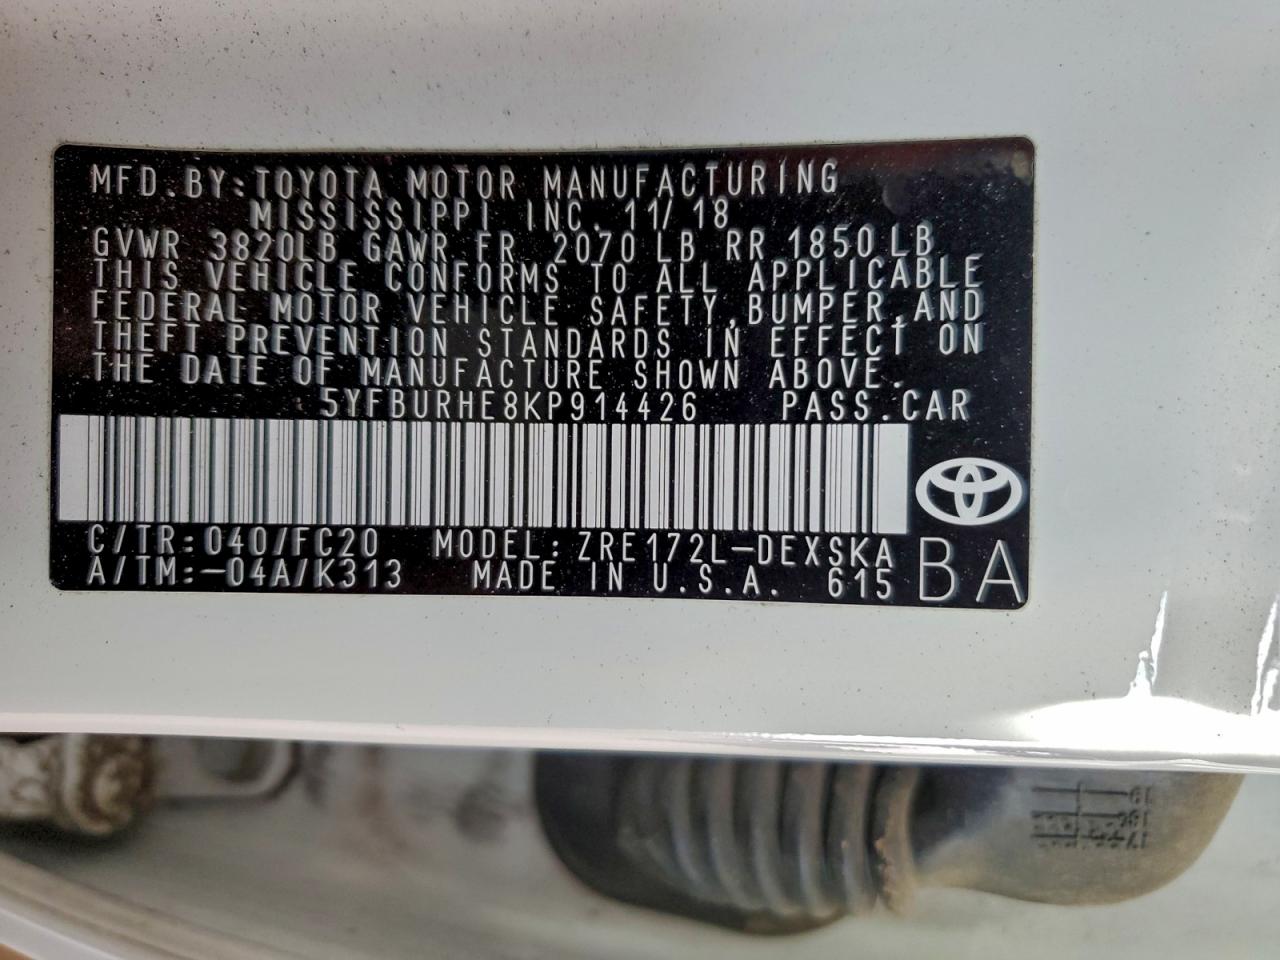 MFD.BY:TOYOTA MOTOR MANUFACTURING
MISSISSIPPI INC. 11/18
GVWR 3820LB GAWR FR 2070 LB RR 1850 LB
THIS VEHICLE CONFORMS TO ALL APPLICABLE
FEDERAL MOTOR VEHICLE SAFETY,BUMPER,AND
THEFT PREVENTION STANDARDS IN EFFECT ON
THE DATE OF MANUFACTURE SHOWN ABOVE.
5YFBURHE8KP914426 PASS.CAR
C/TR:040/FC20 MODEL:ZRE172L-DEXSKA
A/TM:-04A/K313 MADE IN U.S.A. 615 BA